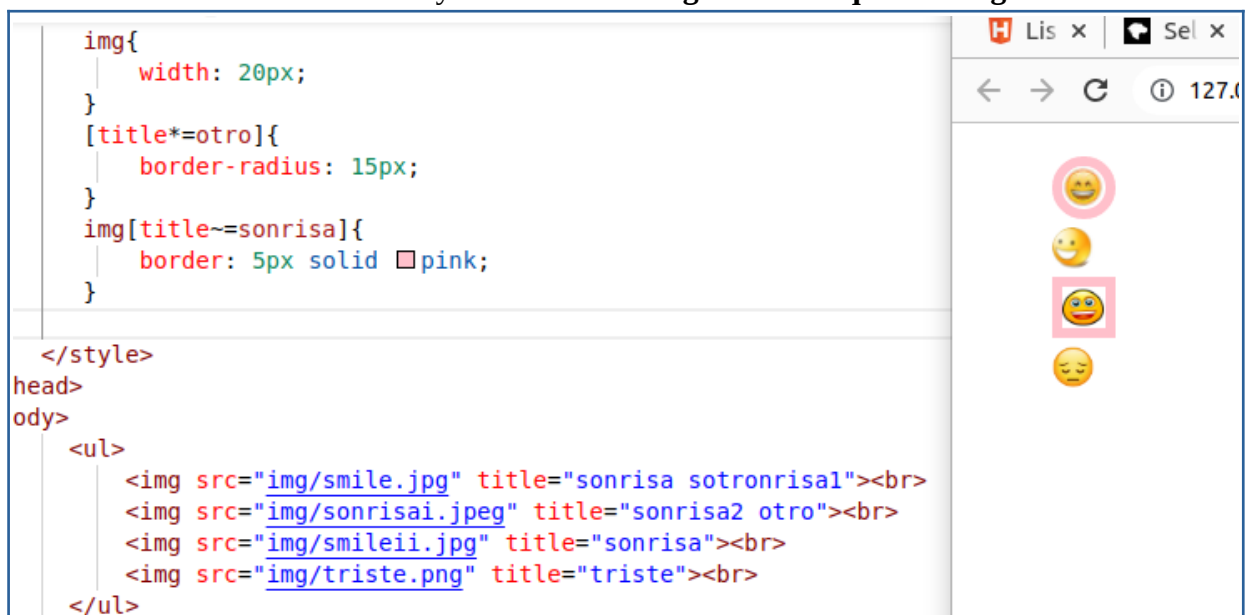 img{
width: 20px;
}
[title*=otro]{
border-radius: 15px;
}
img[title~=sonrisa]{
border: 5px solid pink;
}
</style>
head>
ody>
<ul>
<img src="img/smile.jpg" title="sonrisa sotronrisa1"><br>
<img src="img/sonrisai.jpeg" title="sonrisa2 otro"><br>
<img src="img/smileii.jpg" title="sonrisa"><br>
<img src="img/triste.png" title="triste"><br>
</ul>
Lis × Sel ×
127.0